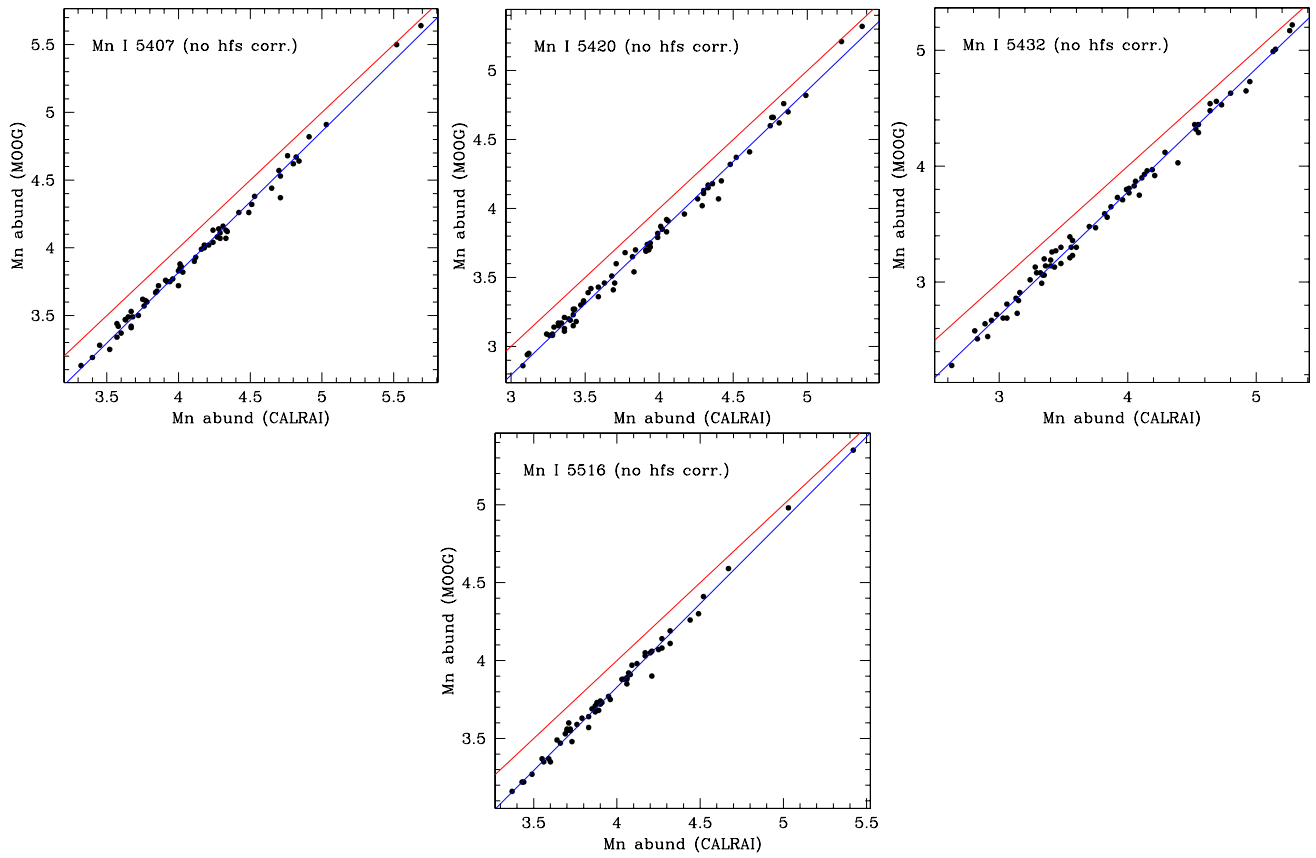 Mn I 5407 (no hfs corr.)
5.5
5
4.5
4
3.5
Mn abund (MOOG)
3.5
4
4.5
5
5.5
Mn abund (CALRAI)
Mn I 5420 (no hfs corr.)
5
4.5
4
3.5
3
Mn abund (MOOG)
3
3.5
4
4.5
5
Mn abund (CALRAI)
Mn I 5432 (no hfs corr.)
5
4
3
Mn abund (MOOG)
3
4
5
Mn abund (CALRAI)
Mn I 5516 (no hfs corr.)
5
4.5
4
3.5
Mn abund (MOOG)
3.5
4
4.5
5
5.5
Mn abund (CALRAI)